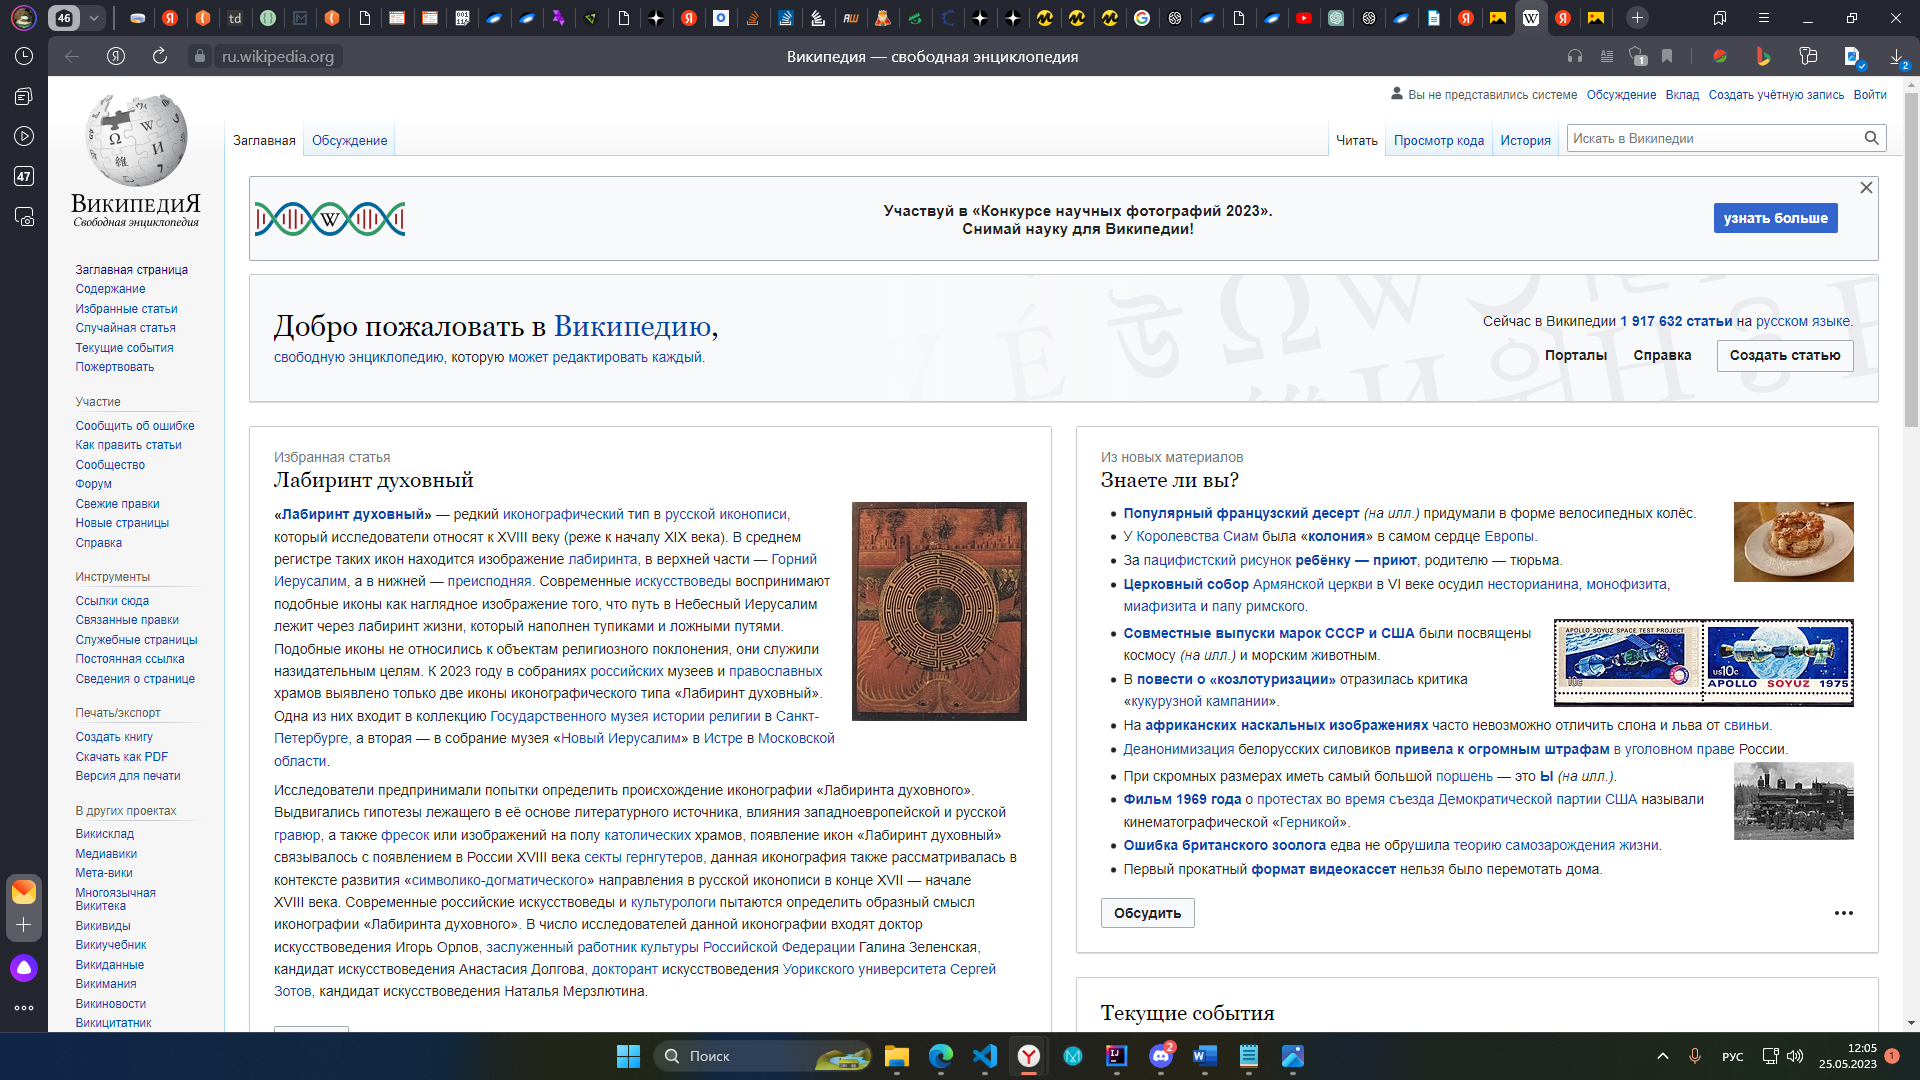 46
ru.wikipedia.org
Википедия — свободная энциклопедия
1
2
47
ВикипедиЯ
Свободная энциклопедия
Вы не представились системе Обсуждение Вклад Создать учётную запись Войти
Заглавная Обсуждение
Читать Просмотр кода История Искать в Википедии
Участвуй в «Конкурсе научных фотографий 2023».
Снимай науку для Википедии!
узнать больше
Добро пожаловать в Википедию,
свободную энциклопедию, которую может редактировать каждый.
Сейчас в Википедии 1 917 632 статьи на русском языке.
Порталы Справка Создать статью
Заглавная страница
Содержание
Избранные статьи
Случайная статья
Текущие события
Пожертвовать
Участие
Сообщить об ошибке
Как править статьи
Сообщество
Форум
Свежие правки
Новые страницы
Справка
Инструменты
Ссылки сюда
Связанные правки
Служебные страницы
Постоянная ссылка
Сведения о странице
Печать/экспорт
Создать книгу
Скачать как PDF
Версия для печати
В других проектах
Викисклад
Медиавики
Мета-вики
Многоязычная
Викитека
Викивиды
Викиучебник
Викиданные
Викимания
Викиновости
Викицитатник
Избранная статья
Лабиринт духовный
«Лабиринт духовный» — редкий иконографический тип в русской иконописи,
который исследователи относят к XVIII веку (реже к началу XIX века). В среднем
регистре таких икон находится изображение лабиринта, в верхней части — Горний
Иерусалим, а в нижней — преисподняя. Современные искусствоведы воспринимают
подобные иконы как наглядное изображение того, что путь в Небесный Иерусалим
лежит через лабиринт жизни, который наполнен тупиками и ложными путями.
Подобные иконы не относились к объектам религиозного поклонения, они служили
назидательным целям. К 2023 году в собраниях российских музеев и православных
храмов выявлено только две иконы иконографического типа «Лабиринт духовный».
Одна из них входит в коллекцию Государственного музея истории религии в Санкт-
Петербурге, а вторая — в собрание музея «Новый Иерусалим» в Истре в Московской
области.
Исследователи предпринимали попытки определить происхождение иконографии «Лабиринта духовного».
Выдвигались гипотезы лежащего в её основе литературного источника, влияния западноевропейской и русской
гравюр, а также фресок или изображений на полу католических храмов, появление икон «Лабиринт духовный»
связывалось с появлением в России XVIII века секты гернгутеров, данная иконография также рассматривалась в
контексте развития «символико-догматического» направления в русской иконописи в конце XVII — начале
XVIII века. Современные российские искусствоведы и культурологи пытаются определить образный смысл
иконографии «Лабиринта духовного». В число исследователей данной иконографии входят доктор
искусствоведения Игорь Орлов, заслуженный работник культуры Российской Федерации Галина Зеленская,
кандидат искусствоведения Анастасия Долгова, докторант искусствоведения Уорикского университета Сергей
Зотов, кандидат искусствоведения Наталья Мерзлютина.
Из новых материалов
Знаете ли вы?
Популярный французский десерт (на илл.) придумали в форме велосипедных колёс.
У Королевства Сиам была «колония» в самом сердце Европы.
За пацифистский рисунок ребёнку — приют, родителю — тюрьма.
Церковный собор Армянской церкви в VI веке осудил несторианина, монофизита,
миафизита и папу римского.
Совместные выпуски марок СССР и США были посвящены
космосу (на илл.) и морским животным.
APOLLO SOYUZ SPACE TEST PROJECT
10c
US10c
APOLLO SOYUZ 1975
В повести о «козлотуризации» отразилась критика
«кукурузной кампании».
На африканских наскальных изображениях часто невозможно отличить слона и льва от свиньи.
Деанонимизация белорусских силовиков привела к огромным штрафам в уголовном праве России.
При скромных размерах иметь самый большой поршень — это Ы (на илл.).
Фильм 1969 года о протестах во время съезда Демократической партии США называли
кинематографической «Герникой».
Ошибка британского зоолога едва не обрушила теорию самозарождения жизни.
Первый прокатный формат видеокассет нельзя было перемотать дома.
Обсудить
Текущие события
Поиск
2
РУС
12:05
25.05.2023
1